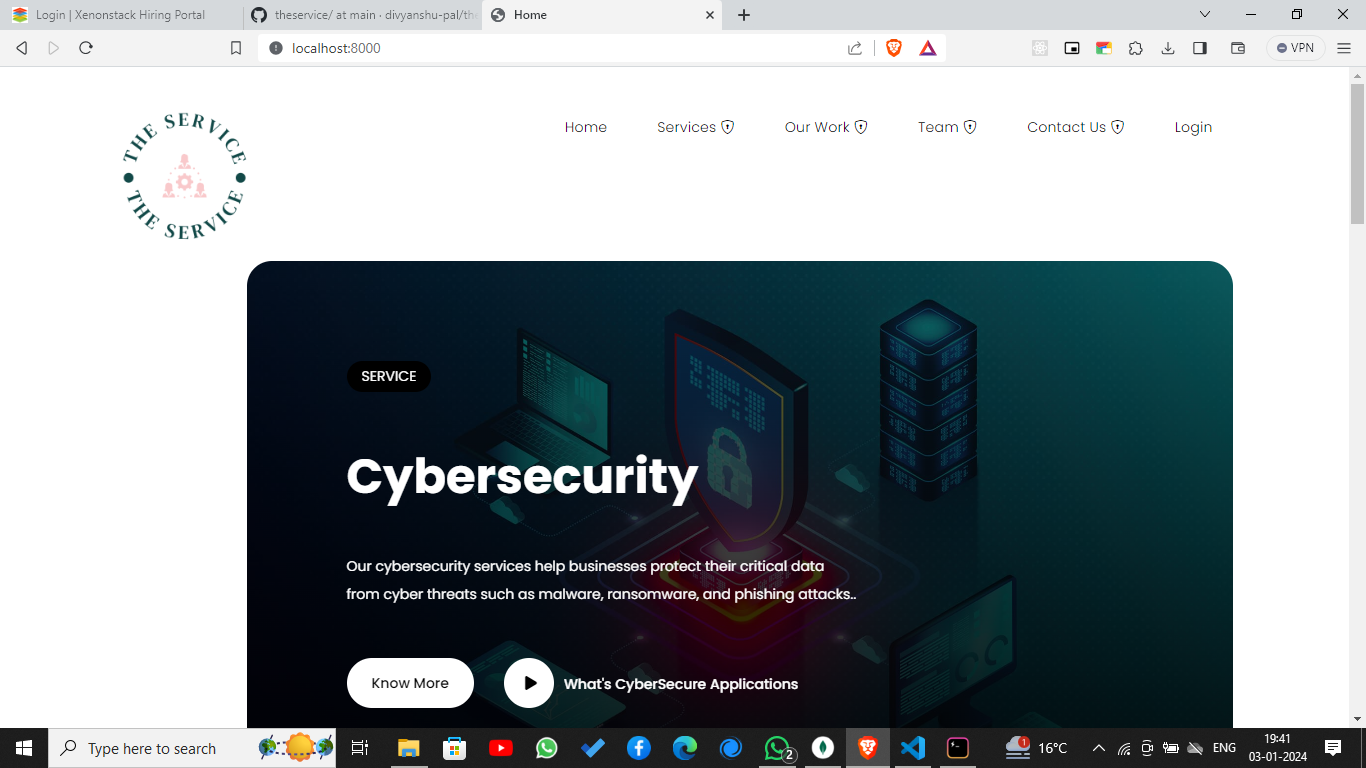 Login | Xenonstack Hiring Portal
theservice/ at main · divyanshu-pal/the
Home
localhost:8000
VPN
THE SERVICE
THE SERVICE
Home
Services
Our Work
Team
Contact Us
Login
SERVICE
Cybersecurity
Our cybersecurity services help businesses protect their critical data
from cyber threats such as malware, ransomware, and phishing attacks..
Know More
What's CyberSecure Applications
Type here to search
2
1
16°C
ENG
19:41
03-01-2024